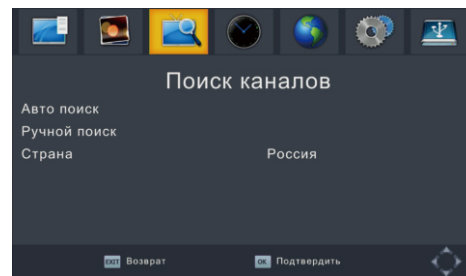 Поиск каналов
Авто поиск
Ручной поиск
Страна Россия
EXIT Возврат OK Подтвердить